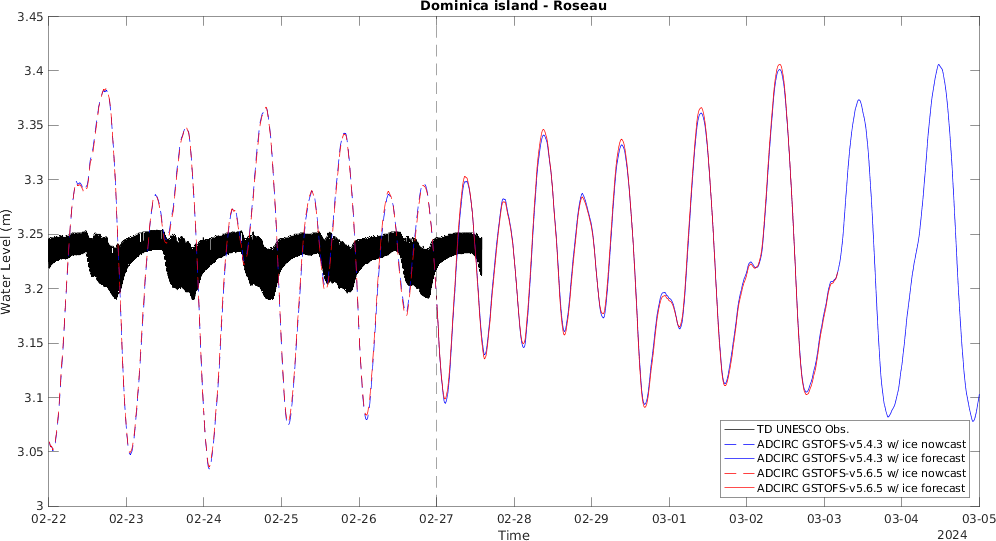 Dominica island - Roseau
3.45
3.4
3.35
3.3
3.25
3.2
3.15
3.1
3.05
3
Water Level (m)
02-22 02-23 02-24 02-25 02-26 02-27 02-28 02-29 03-01 03-02 03-03 03-04 03-05
Time
2024
TD UNESCO Obs.
ADCIRC GSTOFS-v5.4.3 w/ ice nowcast
ADCIRC GSTOFS-v5.4.3 w/ ice forecast
ADCIRC GSTOFS-v5.6.5 w/ ice nowcast
ADCIRC GSTOFS-v5.6.5 w/ ice forecast